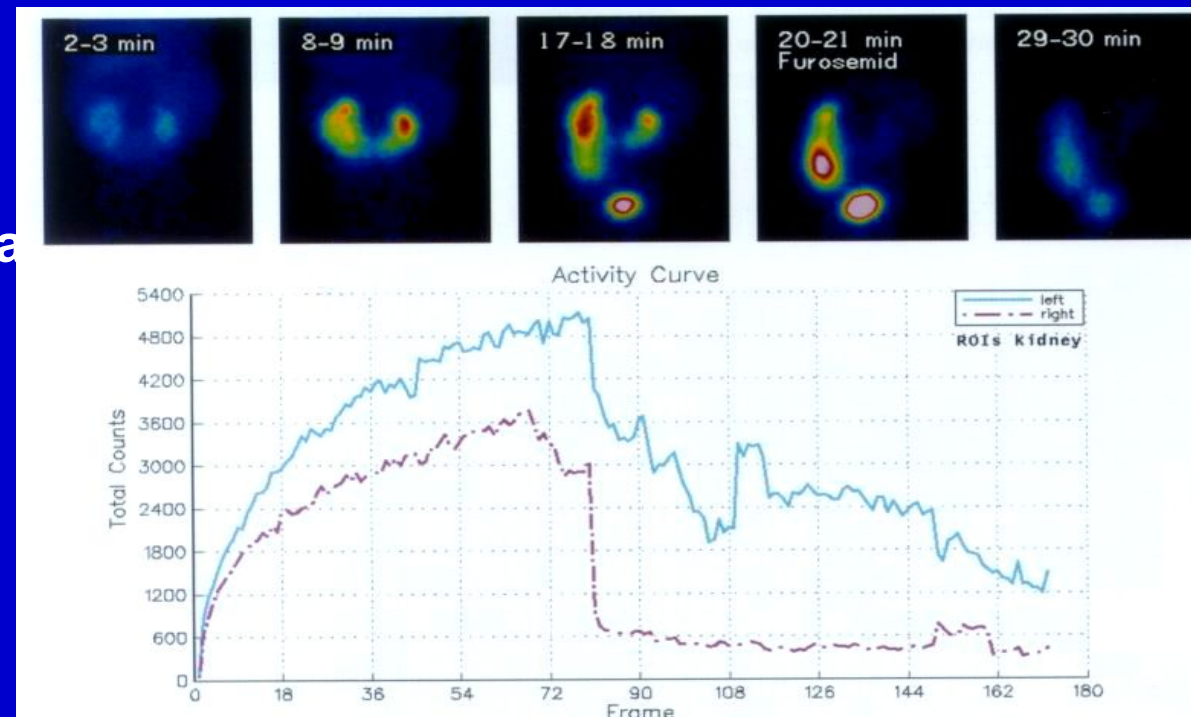 2-3 min
8-9 min
17-18 min
20-21 min
Furosemid
29-30 min
a
Activity Curve
5400
4800
4200
3600
3000
2400
1800
1200
600
0
Total Counts
left
right
ROIs kidney
0 18 36 54 72 90 108 126 144 162 180
Frame